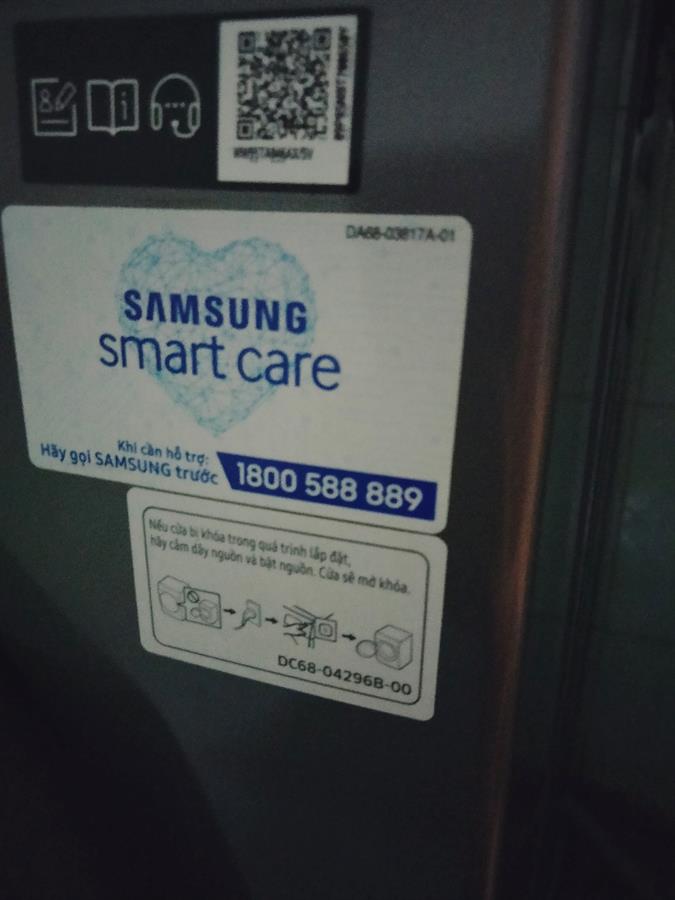 DA68-03817A-01
SAMSUNG
smart care
Khi cần hỗ trợ:
Hãy gọi SAMSUNG trước
1800 588 889
Nếu cửa bị khóa trong quá trình lắp đặt,
hãy cắm dây nguồn và bật nguồn. Cửa sẽ mở khóa.
DC68-04296B-00